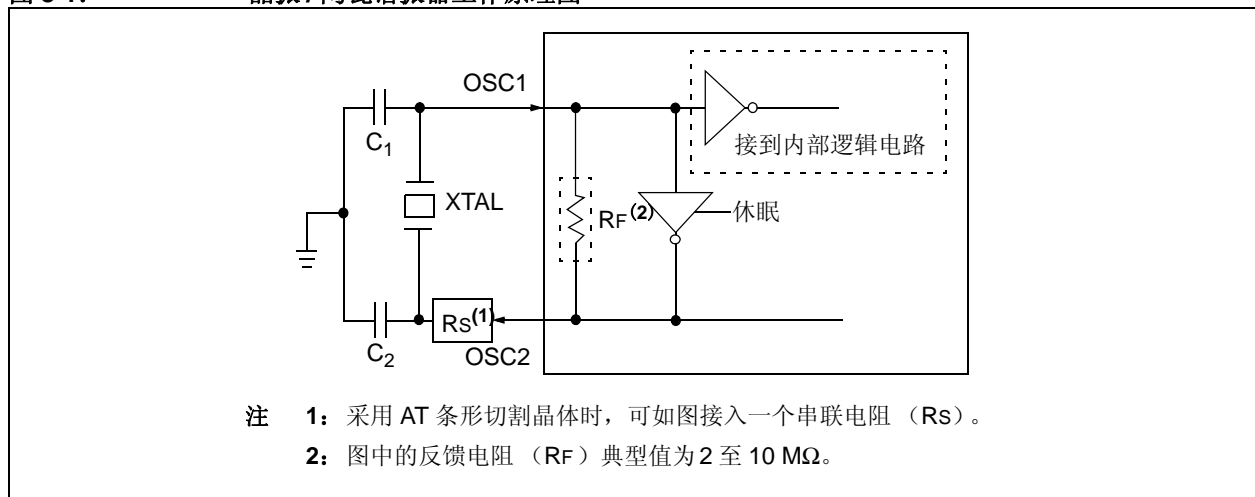 OSC1
C1
接到内部逻辑电路
XTAL
RF(2)
休眠
RS(1)
C2
OSC2
注 1：采用 AT 条形切割晶体时，可如图接入一个串联电阻 （RS）。
2：图中的反馈电阻 （RF）典型值为 2 至 10 MΩ。